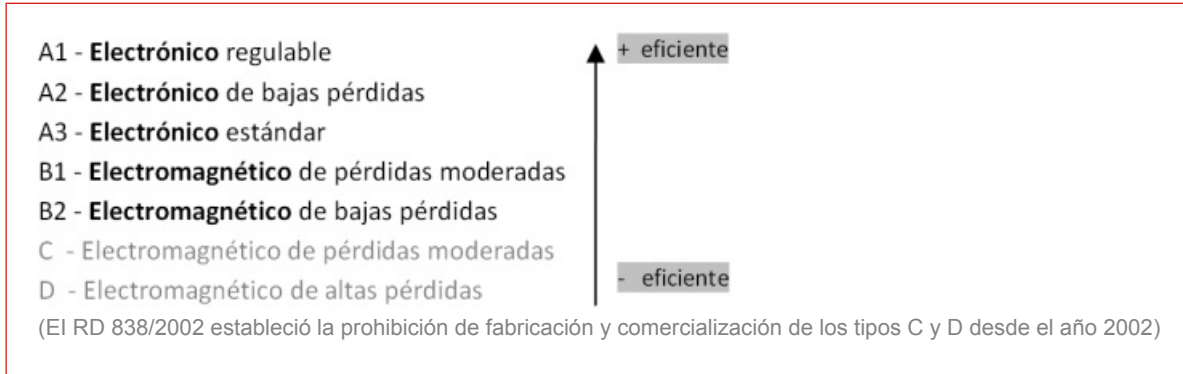 A1 - Electrónico regulable
+ eficiente
A2 - Electrónico de bajas pérdidas
A3 - Electrónico estándar
B1 - Electromagnético de pérdidas moderadas
B2 - Electromagnético de bajas pérdidas
C - Electromagnético de pérdidas moderadas
D - Electromagnético de altas pérdidas
- eficiente
(El RD 838/2002 estableció la prohibición de fabricación y comercialización de los tipos C y D desde el año 2002)